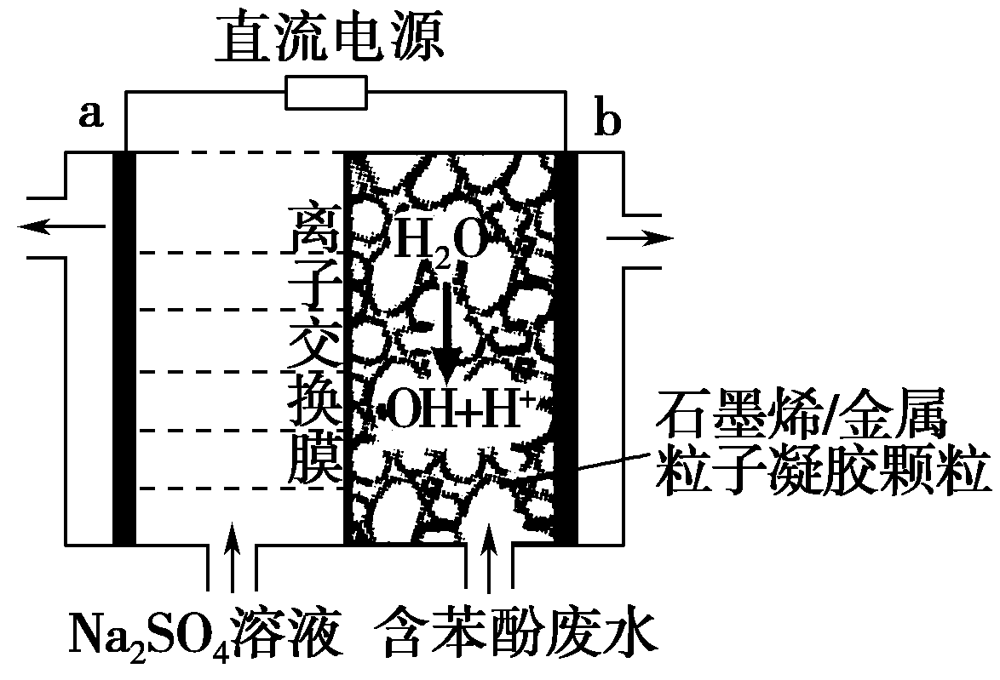 直流电源
a
b
离子交换膜
H₂O
·OH+H⁺
石墨烯/金属
粒子凝胶颗粒
Na₂SO₄溶液
含苯酚废水